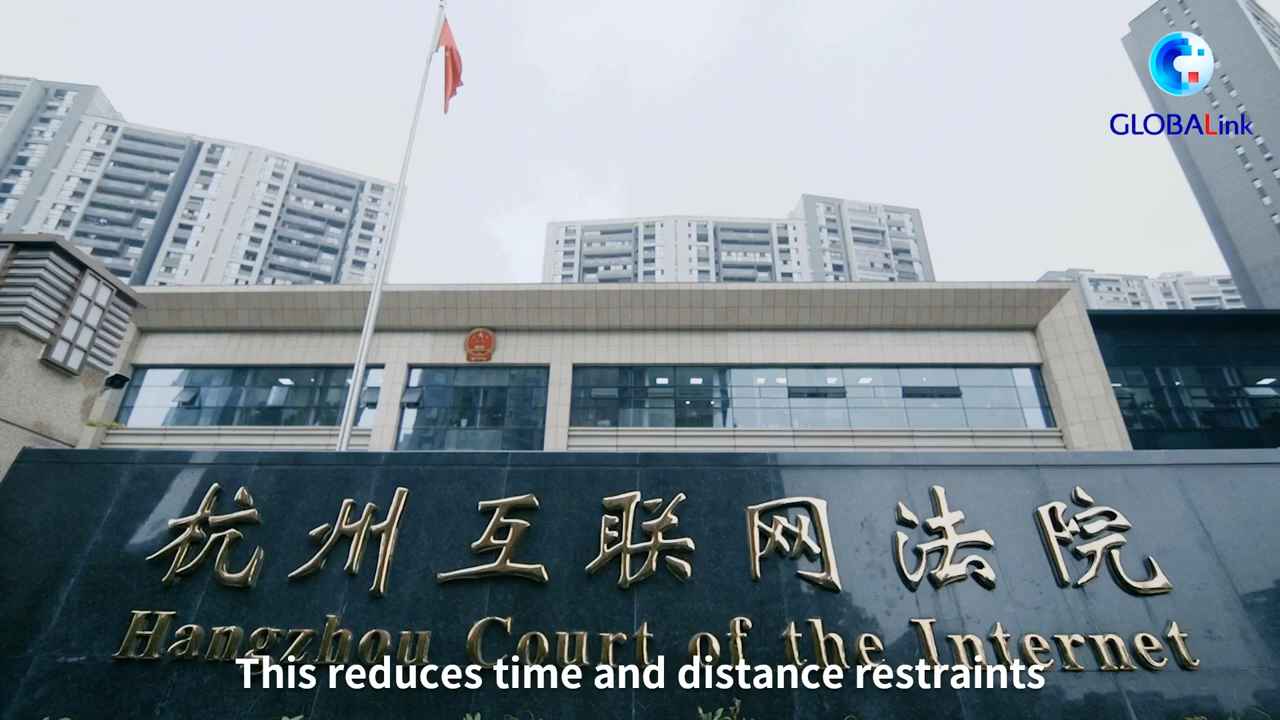 GLOBALink
杭州互联网法院
Hangzhou Court of the Internet
This reduces time and distance restraints